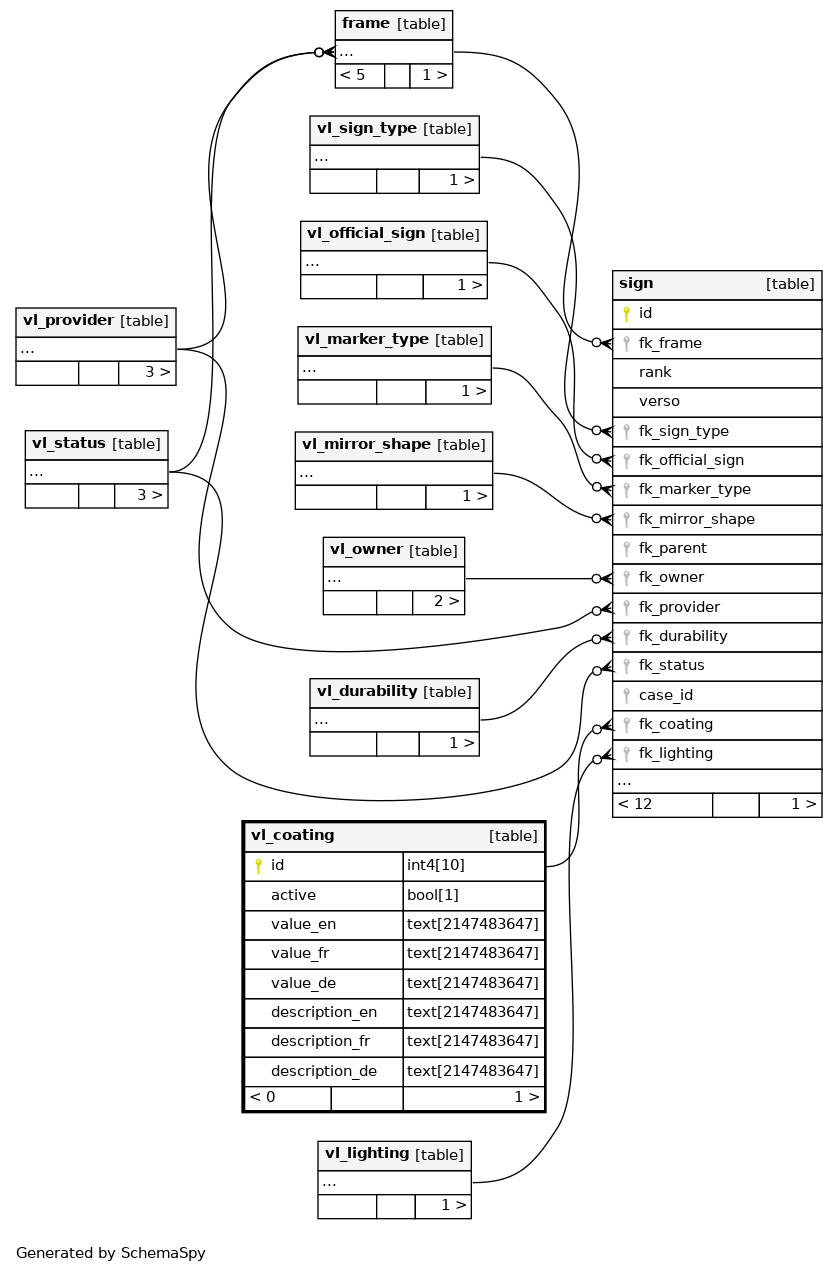 frame [table]
...
< 5 1 >
vl_sign_type [table]
...
1 >
vl_official_sign [table]
...
1 >
vl_marker_type [table]
...
1 >
vl_mirror_shape [table]
...
1 >
vl_owner [table]
...
2 >
vl_provider [table]
...
3 >
vl_status [table]
...
3 >
vl_durability [table]
...
1 >
vl_coating [table]
id int4[10]
active bool[1]
value_en text[2147483647]
value_fr text[2147483647]
value_de text[2147483647]
description_en text[2147483647]
description_fr text[2147483647]
description_de text[2147483647]
< 0 1 >
vl_lighting [table]
...
1 >
sign [table]
id
fk_frame
rank
verso
fk_sign_type
fk_official_sign
fk_marker_type
fk_mirror_shape
fk_parent
fk_owner
fk_provider
fk_durability
fk_status
case_id
fk_coating
fk_lighting
...
< 12 1 >
Generated by SchemaSpy